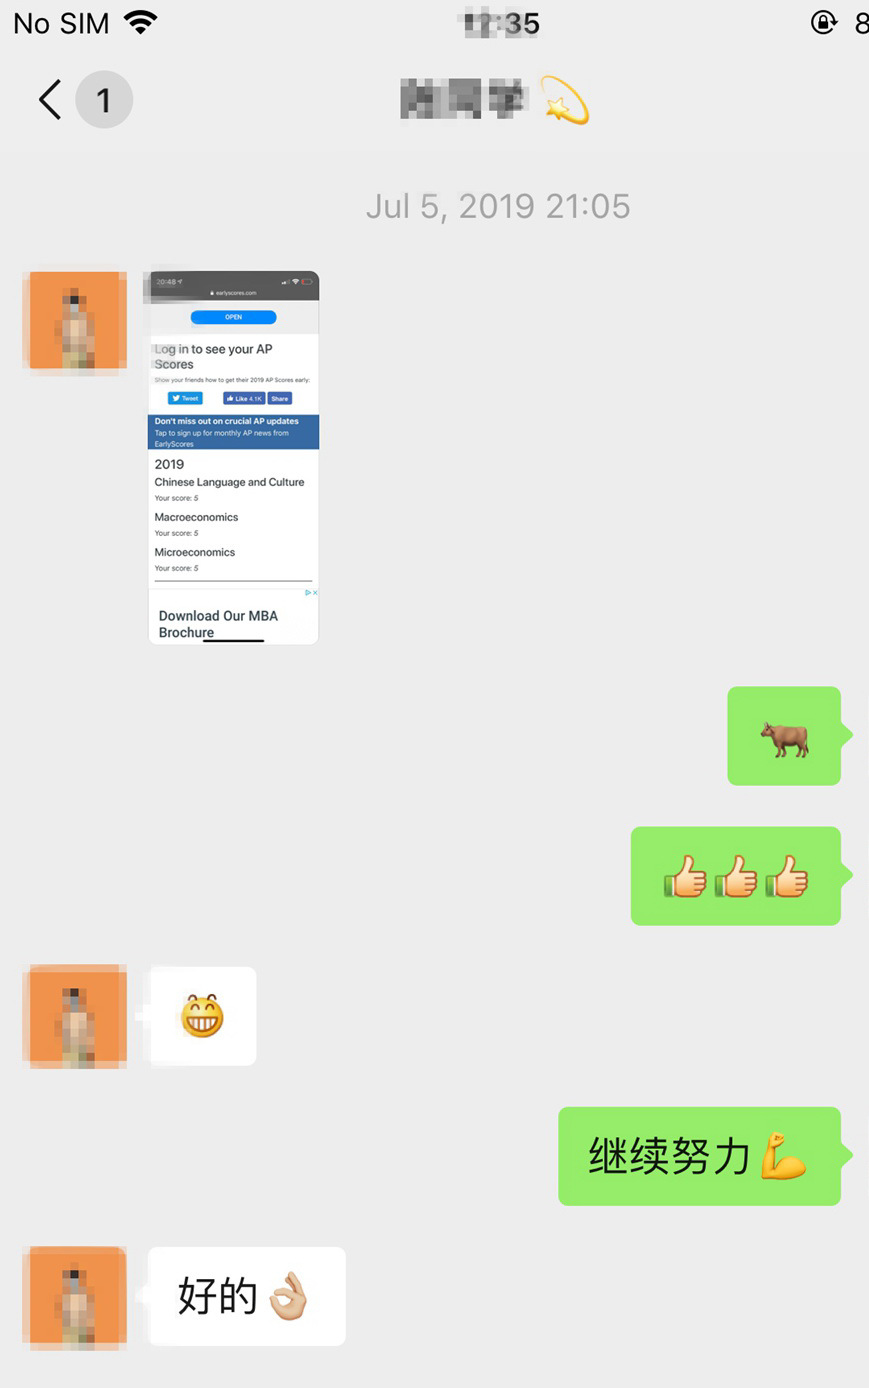 No SIM
:35
8
1
Jul 5, 2019 21:05
20:48
earlyscores.com
OPEN
Log in to see your AP
Scores
Show your friends how to get their 2019 AP Scores early:
Tweet
Like 4.1K
Share
Don't miss out on crucial AP updates
Tap to sign up for monthly AP news from
EarlyScores
2019
Chinese Language and Culture
Your score: 5
Macroeconomics
Your score: 5
Microeconomics
Your score: 5
Download Our MBA
Brochure
🐂
👍👍👍
😁
继续努力💪
好的👌🏼